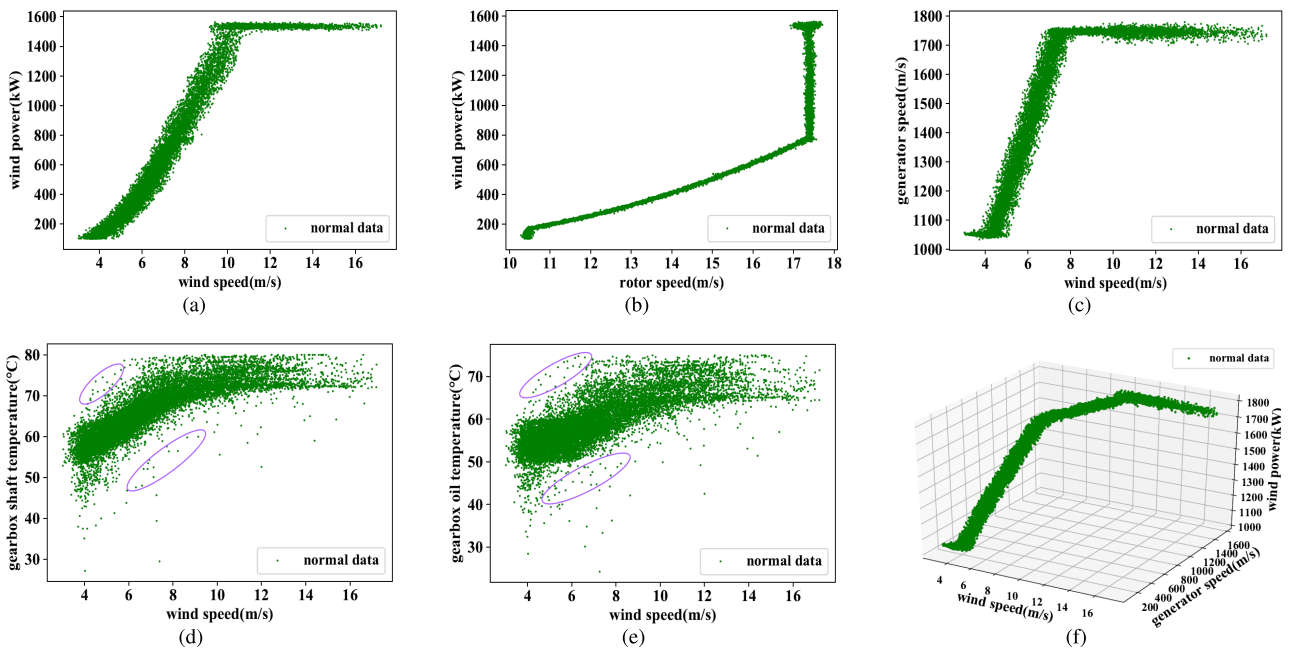 1600
1400
1200
1000
800
600
400
200
wind power(kW)
normal data
4 6 8 10 12 14 16
wind speed(m/s)
(a)
1600
1400
1200
1000
800
600
400
200
wind power(kW)
normal data
10 11 12 13 14 15 16 17 18
rotor speed(m/s)
(b)
1800
1700
1600
1500
1400
1300
1200
1100
1000
generator speed(m/s)
normal data
4 6 8 10 12 14 16
wind speed(m/s)
(c)
80
70
60
50
40
30
gearbox shaft temperature(°C)
normal data
4 6 8 10 12 14 16
wind speed(m/s)
(d)
70
60
50
40
30
gearbox oil temperature(°C)
normal data
4 6 8 10 12 14 16
wind speed(m/s)
(e)
normal data
1800
1700
1600
1500
1400
1300
1200
1100
1000
wind power(kW)
1600
1400
1200
1000
800
600
400
200
generator speed(m/s)
4 6 8 10 12 14 16
wind speed(m/s)
(f)